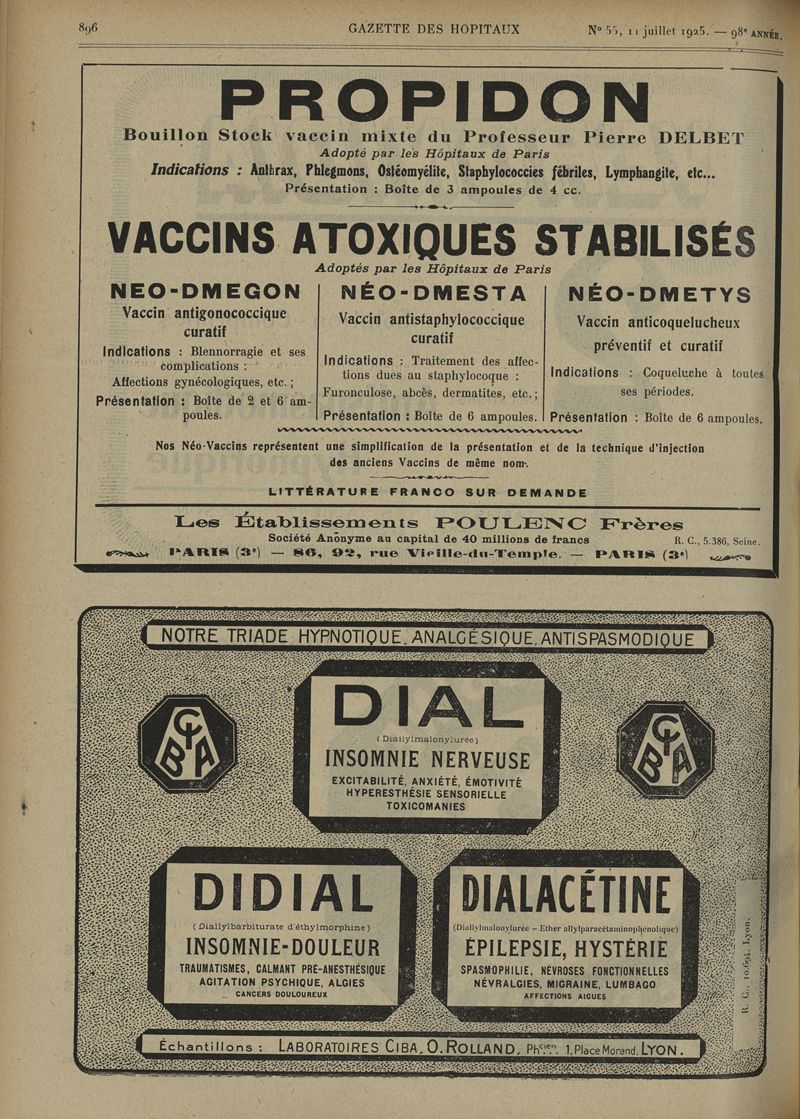 896 GAZETTE DES HOPITAUX N° 55, 11 juillet 1925. — 98e ANNÉE.
PROPIDON
Bouillon Stock vaccin mixte du Professeur Pierre DELBET
Adopté par les Hôpitaux de Paris
Indications : Anthrax, Phlegmons, Ostéomyélite, Staphylococcies fébriles, Lymphangite, etc...
Présentation : Boîte de 3 ampoules de 4 cc.
VACCINS ATOXIQUES STABILISÉS
Adoptés par les Hôpitaux de Paris
NEO-DMEGON
Vaccin antigonococcique
curatif
Indications : Blennorragie et ses
complications :
Affections gynécologiques, etc. ;
Présentation : Boîte de 2 et 6 am-
poules.
NÉO-DMESTA
Vaccin antistaphylococcique
curatif
Indications : Traitement des affec-
tions dues au staphylocoque :
Furonculose, abcès, dermatites, etc. ;
Présentation : Boîte de 6 ampoules.
NÉO-DMETYS
Vaccin anticoquelucheux
préventif et curatif
Indications : Coqueluche à toutes
ses périodes.
Présentation : Boîte de 6 ampoules.
Nos Néo-Vaccins représentent une simplification de la présentation et de la technique d'injection
des anciens Vaccins de même nom.
LITTÉRATURE FRANCO SUR DEMANDE
Les Établissements POULENC Frères
Société Anonyme au capital de 40 millions de francs R. C., 5.386, Seine.
PARIS (3e) — 86, 92, rue Vieille-du-Temple. — PARIS (3e)
NOTRE TRIADE HYPNOTIQUE. ANALGÉSIQUE. ANTISPASMODIQUE
CIBA
DIAL
(Diallylmalonylurée)
INSOMNIE NERVEUSE
EXCITABILITÉ, ANXIÉTÉ, ÉMOTIVITÉ
HYPERESTHÉSIE SENSORIELLE
TOXICOMANIES
CIBA
DIDIAL
(Diallylbarbiturate d'éthylmorphine)
INSOMNIE-DOULEUR
TRAUMATISMES, CALMANT PRÉ-ANESTHÉSIQUE
AGITATION PSYCHIQUE, ALGIES
CANCERS DOULOUREUX
DIALACÉTINE
(Diallylmalonylurée + Ether allylparacétaminophénolique)
ÉPILEPSIE, HYSTÉRIE
SPASMOPHILIE, NÉVROSES FONCTIONNELLES
NÉVRALGIES, MIGRAINE, LUMBAGO
AFFECTIONS AIGUES
R. C., Lyon.
Échantillons : LABORATOIRES CIBA, O. ROLLAND, Phcien 1, Place Morand, LYON.